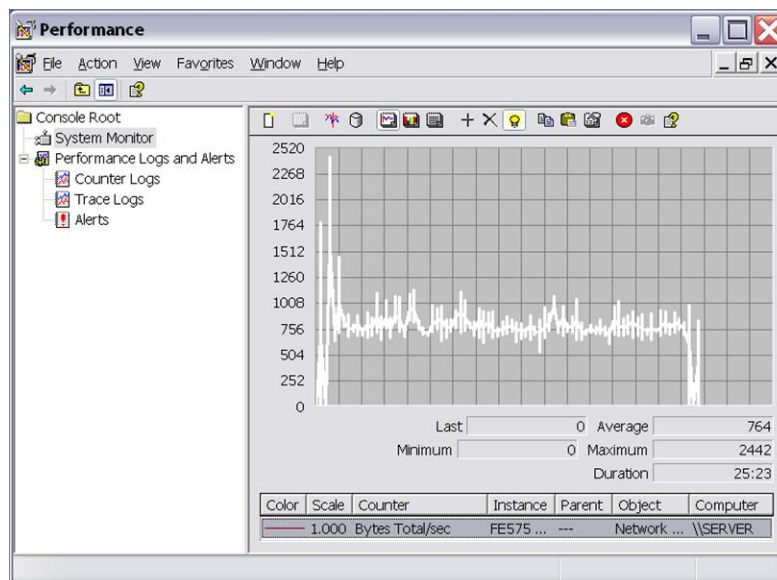 Performance
File Action View Favorites Window Help
Console Root
System Monitor
Performance Logs and Alerts
Counter Logs
Trace Logs
Alerts
2520
2268
2016
1764
1512
1260
1008
756
504
252
0
Last 0 Average 764
Minimum 0 Maximum 2442
Duration 25:23
Color Scale Counter Instance Parent Object Computer
1.000 Bytes Total/sec FE575 ... --- Network ... \\SERVER